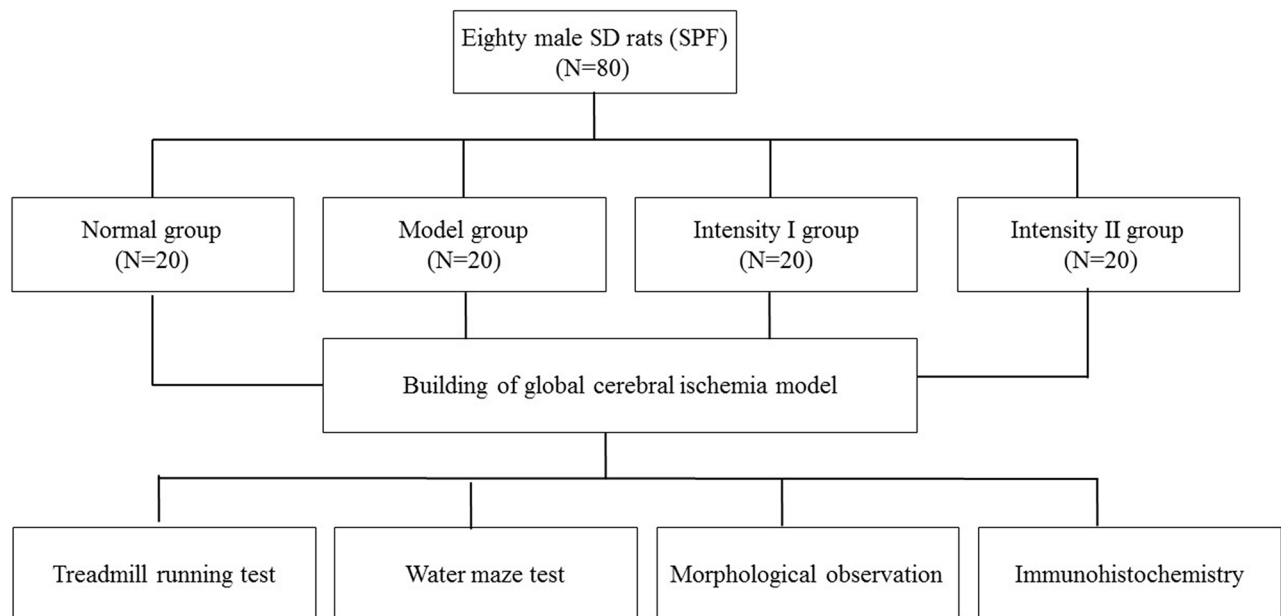 Eighty male SD rats (SPF)
(N=80)
Normal group
(N=20)
Model group
(N=20)
Intensity I group
(N=20)
Intensity II group
(N=20)
Building of global cerebral ischemia model
Treadmill running test
Water maze test
Morphological observation
Immunohistochemistry